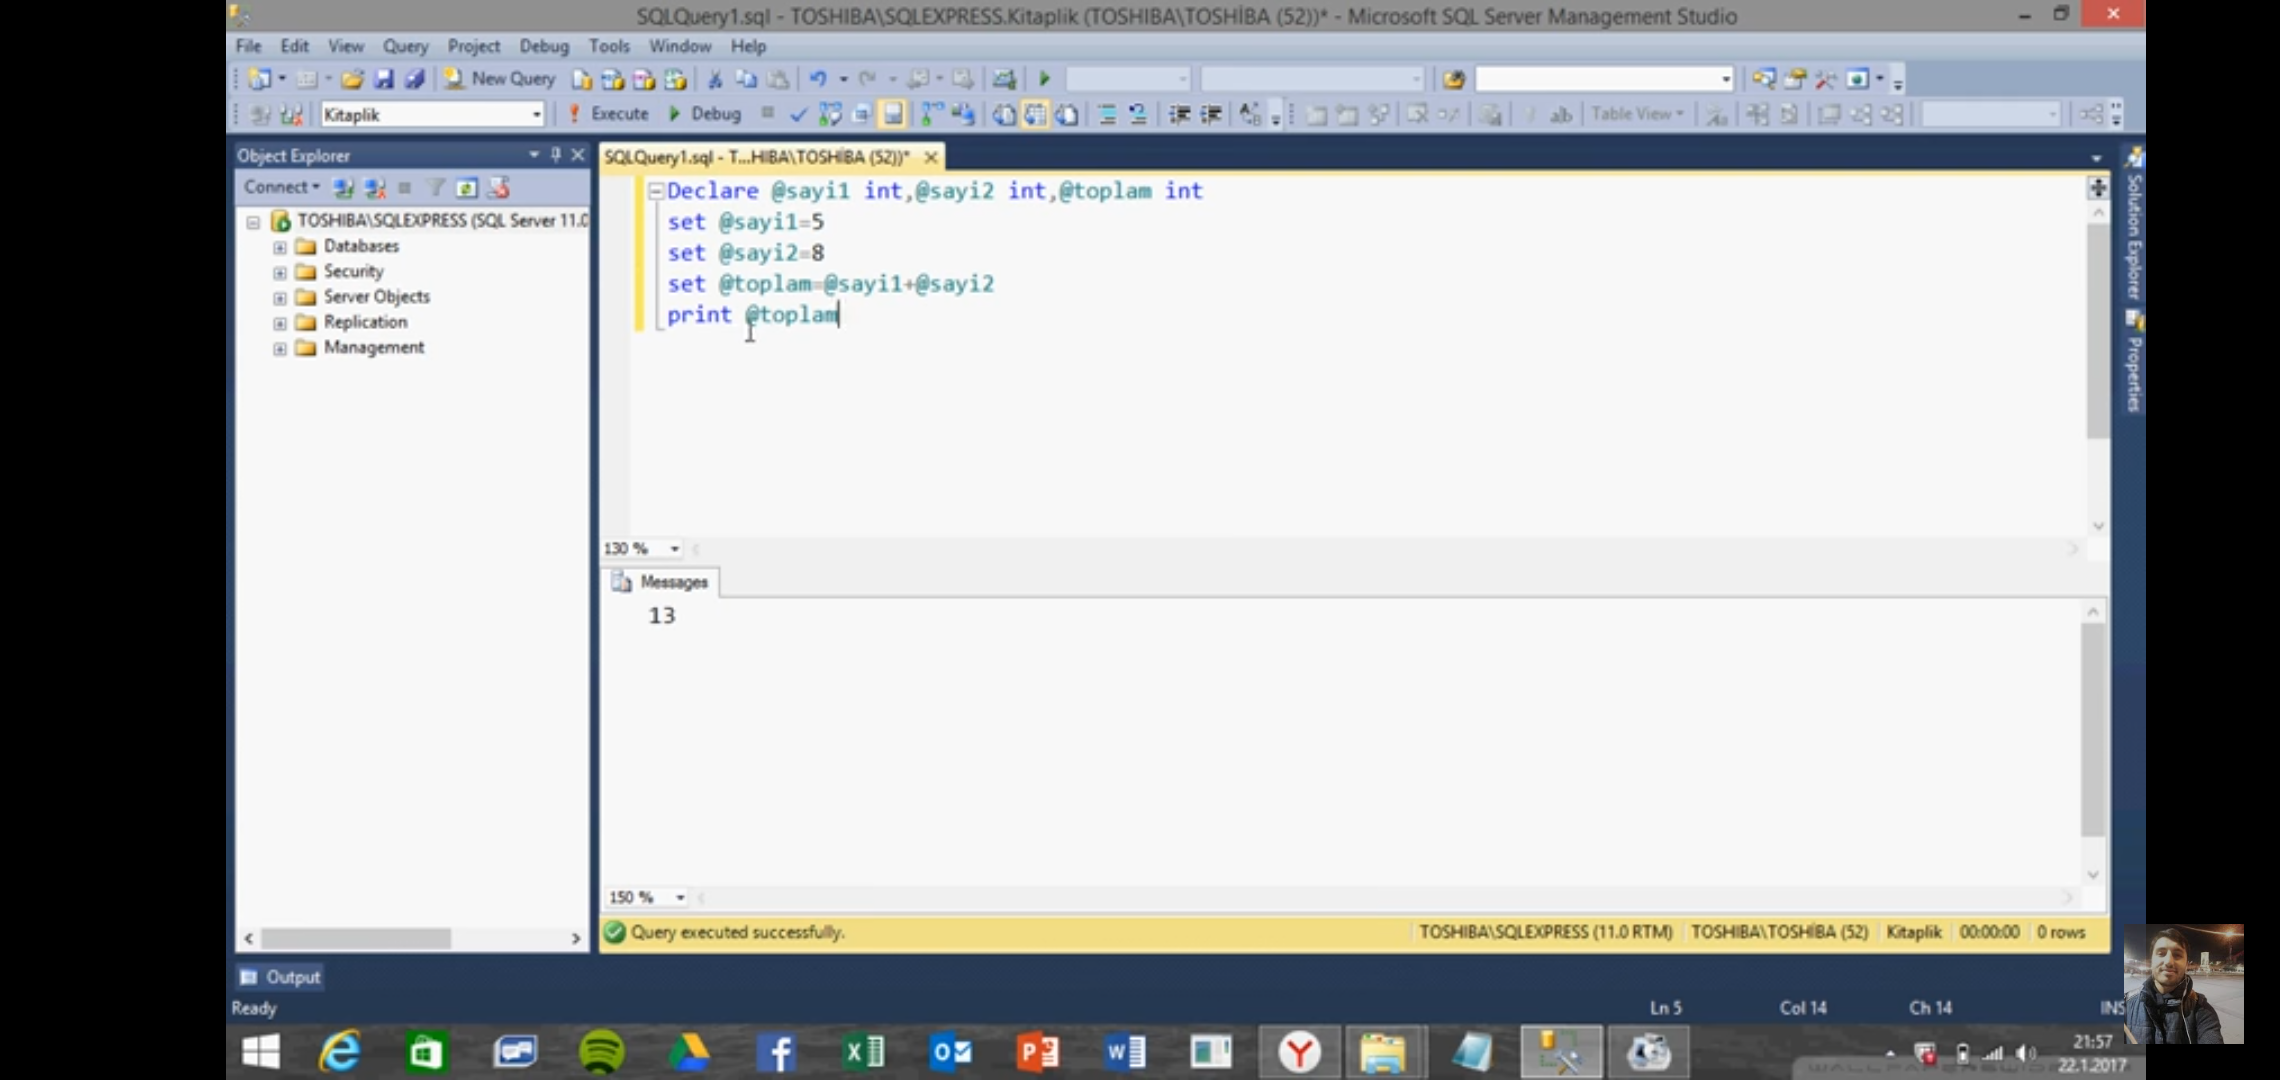 SQLQuery1.sql - TOSHIBA\SQLEXPRESS.Kitaplik (TOSHIBA\TOSHİBA (52))* - Microsoft SQL Server Management Studio
File Edit View Query Project Debug Tools Window Help
New Query
Kitaplik Execute Debug Table View
Object Explorer
Connect
TOSHIBA\SQLEXPRESS (SQL Server 11.0
Databases
Security
Server Objects
Replication
Management
SQLQuery1.sql - T...HIBA\TOSHİBA (52))*
Declare @sayi1 int,@sayi2 int,@toplam int
set @sayi1=5
set @sayi2=8
set @toplam=@sayi1+@sayi2
print @toplam
130 %
Messages
13
150 %
Query executed successfully. TOSHIBA\SQLEXPRESS (11.0 RTM) TOSHIBA\TOSHİBA (52) Kitaplik 00:00:00 0 rows
Solution Explorer
Properties
Output
Ready Ln 5 Col 14 Ch 14 INS
21:57
22.1.2017